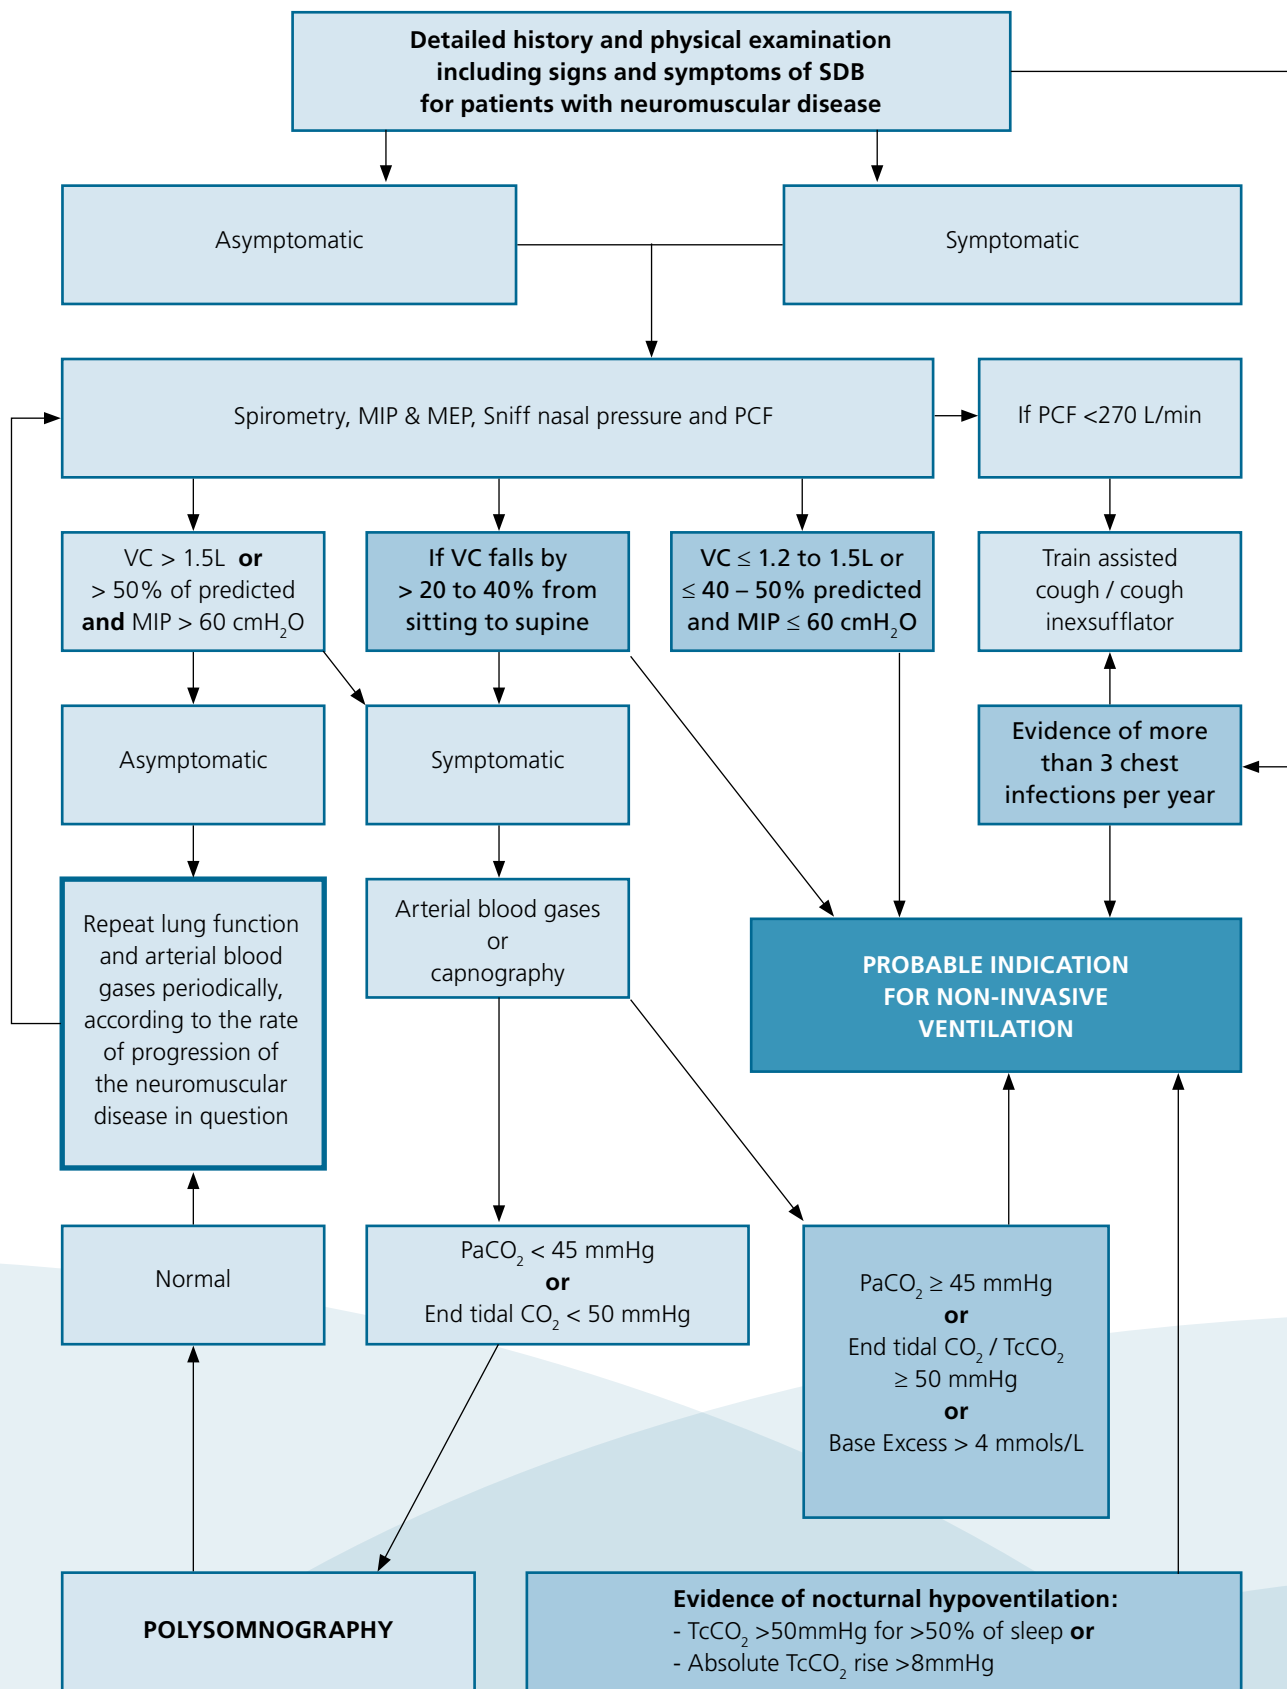 Detailed history and physical examination
including signs and symptoms of SDB
for patients with neuromuscular disease
Asymptomatic
Symptomatic
Spirometry, MIP & MEP, Sniff nasal pressure and PCF
If PCF <270 L/min
VC > 1.5L or
> 50% of predicted
and MIP > 60 cmH₂O
If VC falls by
> 20 to 40% from
sitting to supine
VC ≤ 1.2 to 1.5L or
≤ 40 – 50% predicted
and MIP ≤ 60 cmH₂O
Train assisted
cough / cough
inexsufflator
Asymptomatic
Symptomatic
Evidence of more
than 3 chest
infections per year
Repeat lung function
and arterial blood
gases periodically,
according to the rate
of progression of
the neuromuscular
disease in question
Arterial blood gases
or
capnography
PROBABLE INDICATION
FOR NON-INVASIVE
VENTILATION
Normal
PaCO₂ < 45 mmHg
or
End tidal CO₂ < 50 mmHg
PaCO₂ ≥ 45 mmHg
or
End tidal CO₂ / TcCO₂
≥ 50 mmHg
or
Base Excess > 4 mmols/L
POLYSOMNOGRAPHY
Evidence of nocturnal hypoventilation:
- TcCO₂ >50mmHg for >50% of sleep or
- Absolute TcCO₂ rise >8mmHg